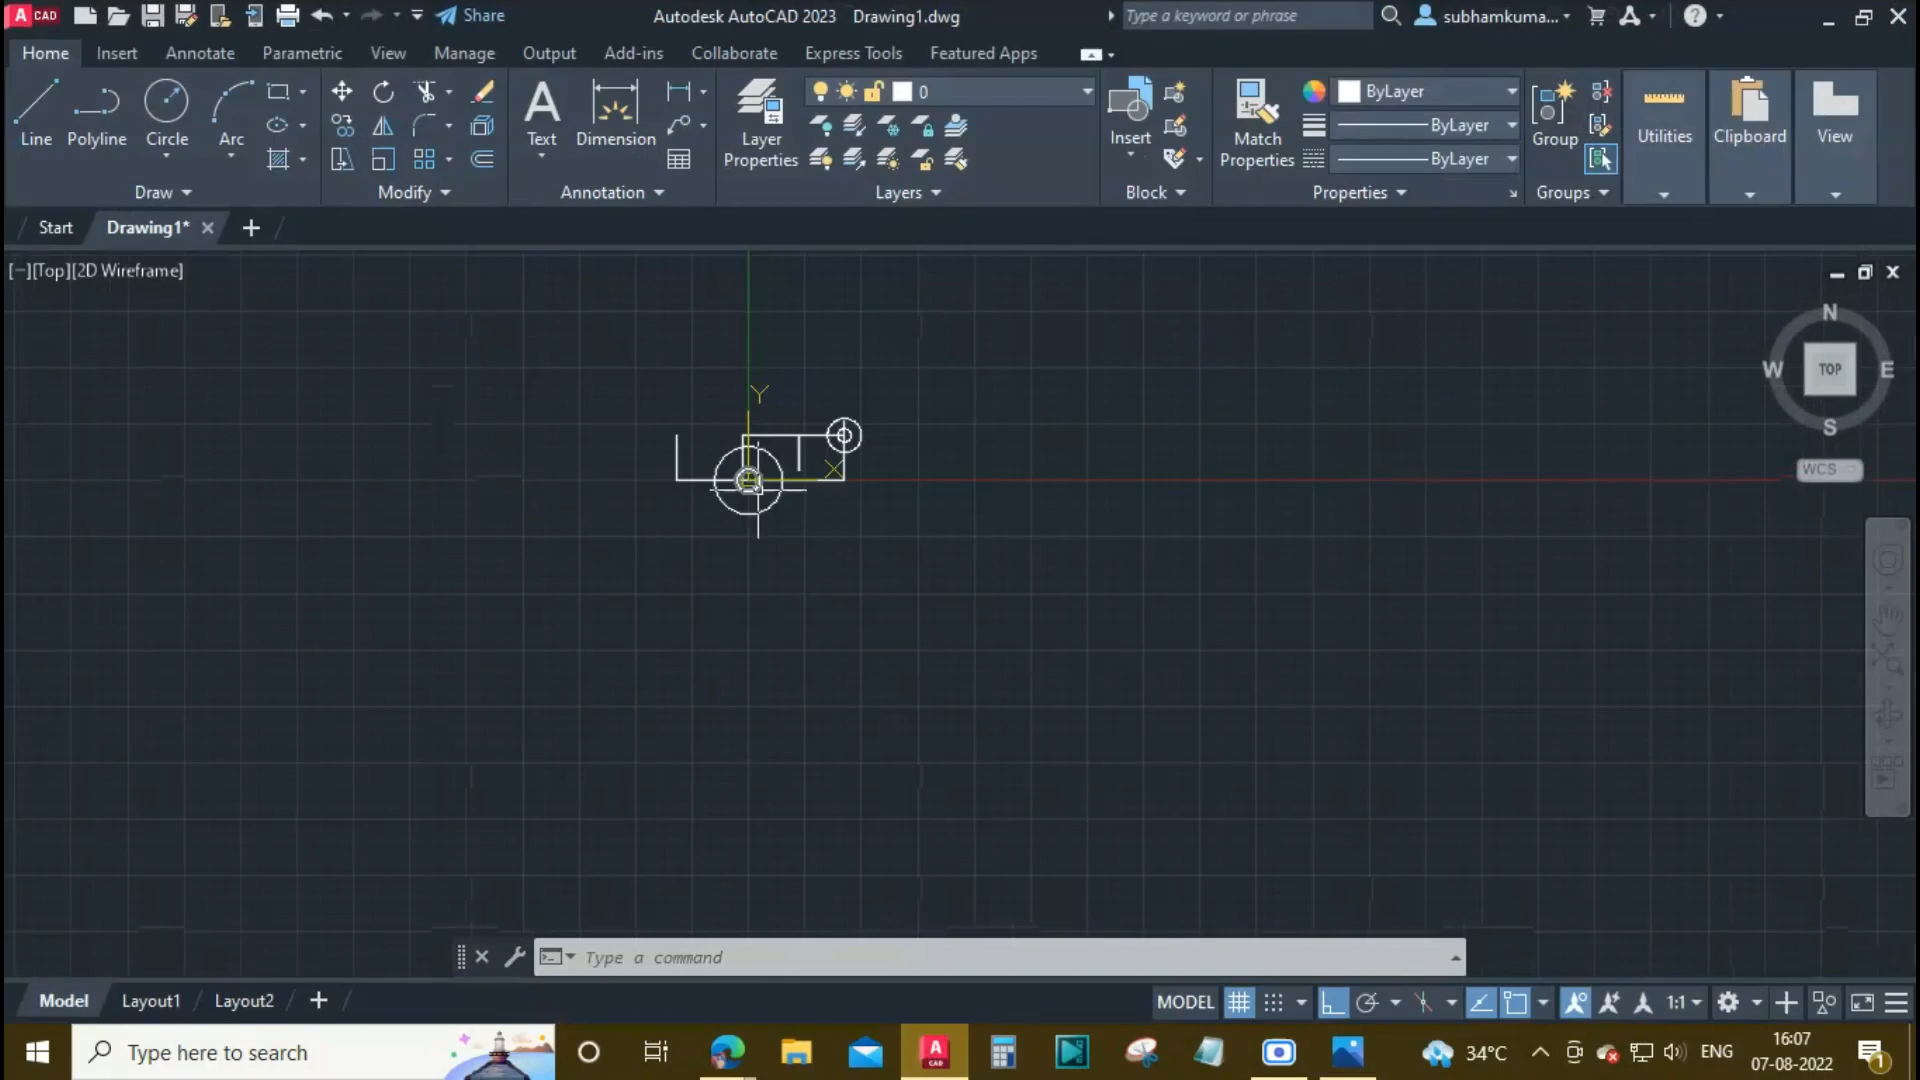 A CAD Share Autodesk AutoCAD 2023 Drawing1.dwg Type a keyword or phrase subhamkuma... ?
Home Insert Annotate Parametric View Manage Output Add-ins Collaborate Express Tools Featured Apps
0 ByLayer
ByLayer
Line Polyline Circle Arc A Text Dimension Layer Properties Insert Match Properties Group Utilities Clipboard View
ByLayer
Draw Modify Annotation Layers Block Properties Groups
Start Drawing1* +
[−][Top][2D Wireframe]
N
W TOP E
S
WCS
Y
X
Type a command
Model Layout1 Layout2 + MODEL 1:1
Type here to search A CAD 34°C ENG 16:07
07-08-2022 1